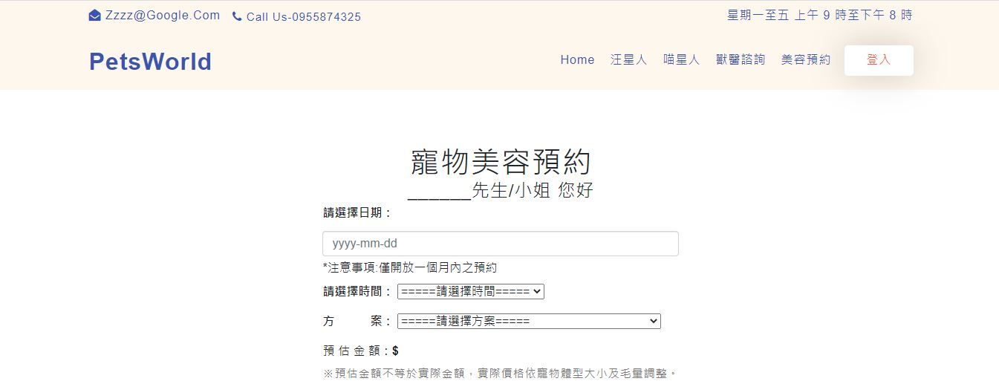 Zzzz@Google.Com Call Us-0955874325 星期一至五 上午 9 時至下午 8 時
PetsWorld Home 汪星人 喵星人 獸醫諮詢 美容預約 登入
寵物美容預約
______先生/小姐 您好
請選擇日期：
yyyy-mm-dd
*注意事項:僅開放一個月內之預約
請選擇時間： =====請選擇時間=====
方 案： =====請選擇方案=====
預 估 金 額：$
※預估金額不等於實際金額，實際價格依寵物體型大小及毛量調整。